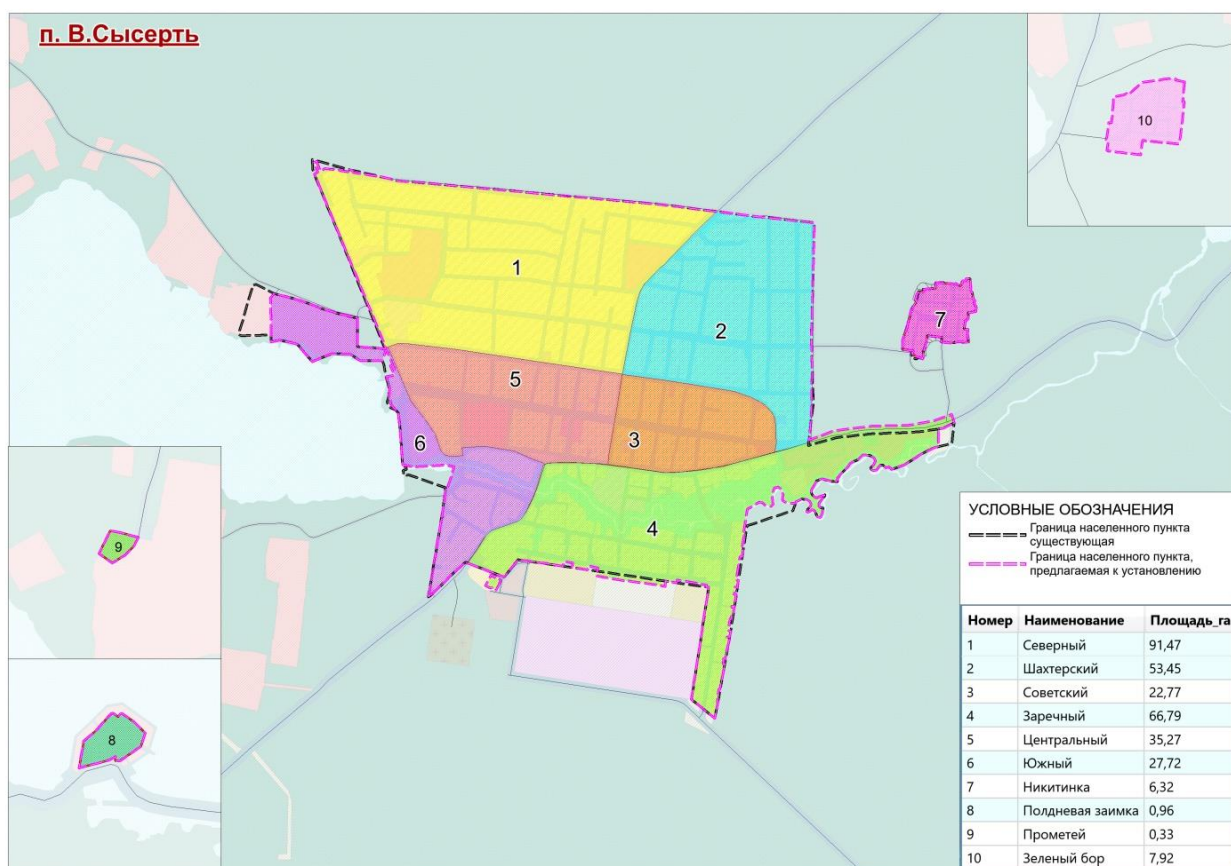 п. В.Сысерть
10
1
2
7
5
3
6
4
9
8
УСЛОВНЫЕ ОБОЗНАЧЕНИЯ
Граница населенного пункта
существующая
Граница населенного пункта,
предлагаемая к установлению
Номер Наименование Площадь_га
1 Северный 91,47
2 Шахтерский 53,45
3 Советский 22,77
4 Заречный 66,79
5 Центральный 35,27
6 Южный 27,72
7 Никитинка 6,32
8 Полдневая заимка 0,96
9 Прометей 0,33
10 Зеленый бор 7,92